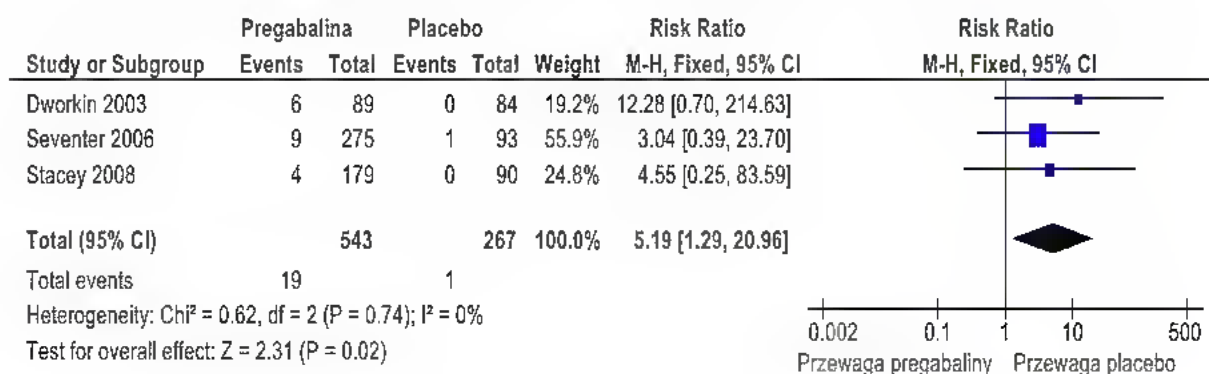 Pregabalina Placebo Risk Ratio Risk Ratio
Study or Subgroup Events Total Events Total Weight M-H, Fixed, 95% CI M-H, Fixed, 95% CI
Dworkin 2003 6 89 0 84 19.2% 12.28 [0.70, 214.63]
Seventer 2006 9 275 1 93 55.9% 3.04 [0.39, 23.70]
Stacey 2008 4 179 0 90 24.8% 4.55 [0.25, 83.59]
Total (95% CI) 543 267 100.0% 5.19 [1.29, 20.96]
Total events 19 1
Heterogeneity: Chi² = 0.62, df = 2 (P = 0.74); I² = 0%
Test for overall effect: Z = 2.31 (P = 0.02)
0.002 0.1 1 10 500
Przewaga pregabaliny Przewaga placebo